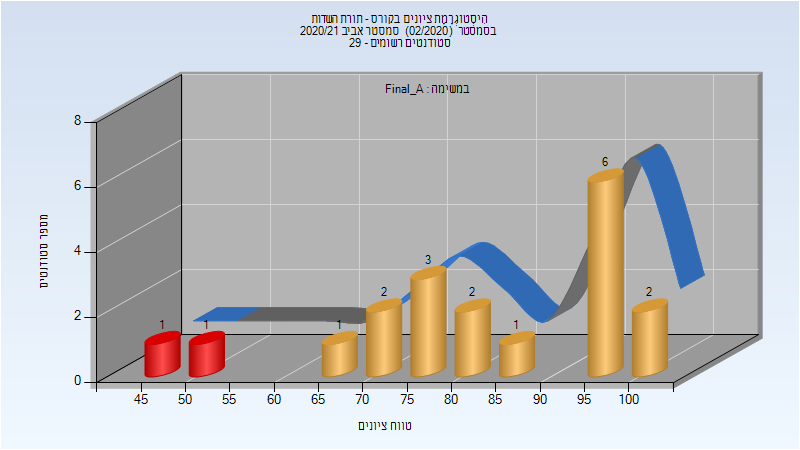 היסטוגרמת ציונים בקורס - תורת השדות
בסמסטר (02/2020) סמסטר אביב 2020/21
סטודנטים רשומים - 29
במשימה : Final_A
מספר סטודנטים
8
6
4
2
0
1
1
1
2
3
2
1
6
2
45 50 55 60 65 70 75 80 85 90 95 100
טווח ציונים